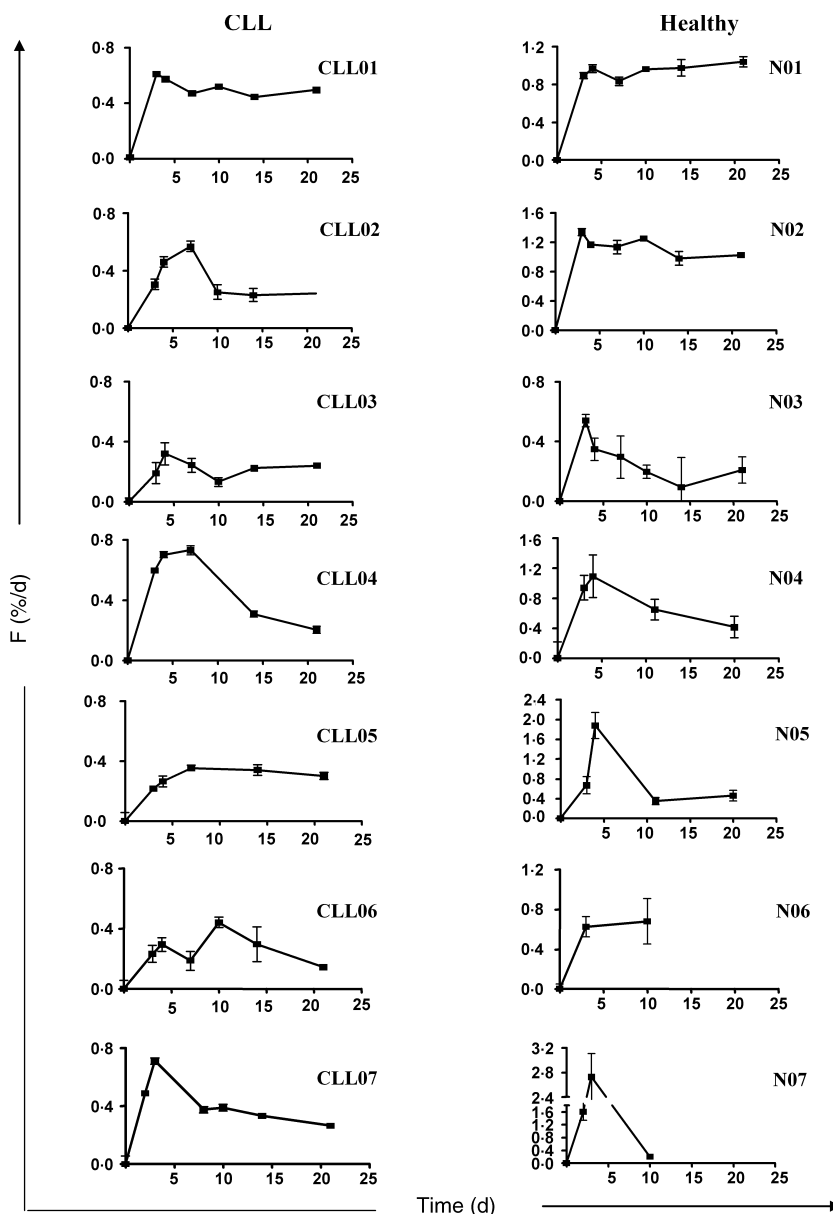 CLL Healthy
0·8 CLL01
0·4
0·0
5 10 15 20 25
1·2 N01
0·8
0·4
0·0
5 10 15 20 25
0·8 CLL02
0·4
0·0
5 10 15 20 25
1·6 N02
1·2
0·8
0·4
0·0
5 10 15 20 25
0·8 CLL03
0·4
0·0
5 10 15 20 25
0·8 N03
0·4
0·0
5 10 15 20 25
0·8 CLL04
0·4
0·0
5 10 15 20 25
1·6 N04
1·2
0·8
0·4
0·0
5 10 15 20 25
F (%/d)
0·8 CLL05
0·4
0·0
5 10 15 20 25
2·4 N05
2·0
1·6
1·2
0·8
0·4
0·0
5 10 15 20 25
0·8 CLL06
0·4
0·0
5 10 15 20 25
1·2 N06
0·8
0·4
0·0
5 10 15 20 25
0·8 CLL07
0·4
0·0
5 10 15 20 25
3·2 N07
2·8
2·4
1·6
1·2
0·8
0·4
0·0
5 10 15 20 25
Time (d)